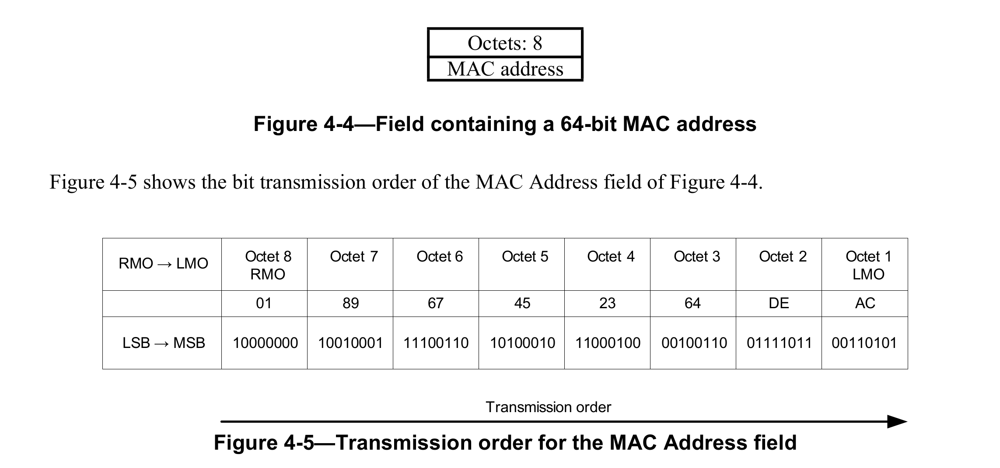 Octets: 8
MAC address
Figure 4-4—Field containing a 64-bit MAC address
Figure 4-5 shows the bit transmission order of the MAC Address field of Figure 4-4.
RMO → LMO Octet 8 RMO Octet 7 Octet 6 Octet 5 Octet 4 Octet 3 Octet 2 Octet 1 LMO
01 89 67 45 23 64 DE AC
LSB → MSB 10000000 10010001 11100110 10100010 11000100 00100110 01111011 00110101
Transmission order
Figure 4-5—Transmission order for the MAC Address field